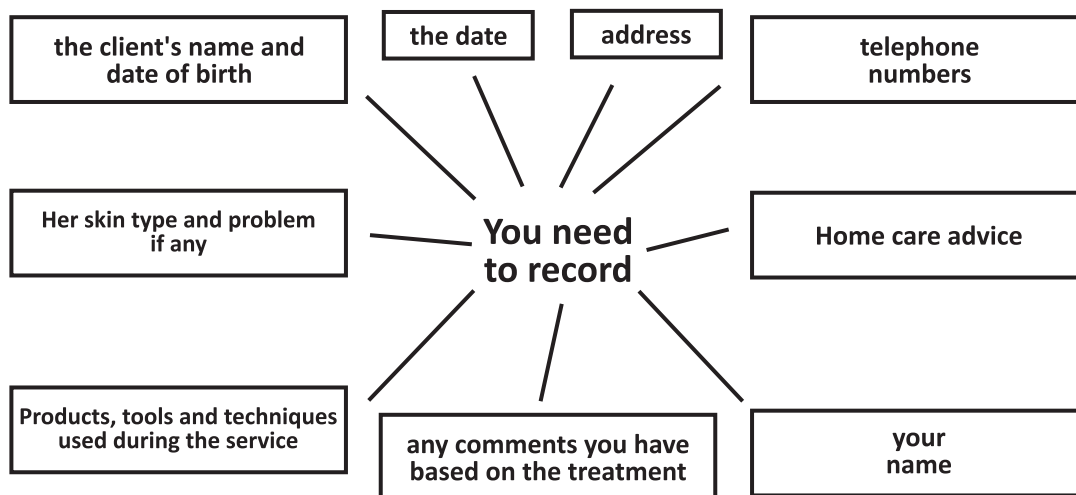 the client's name and
date of birth
the date
address
telephone
numbers
Her skin type and problem
if any
You need
to record
Home care advice
Products, tools and techniques
used during the service
any comments you have
based on the treatment
your
name